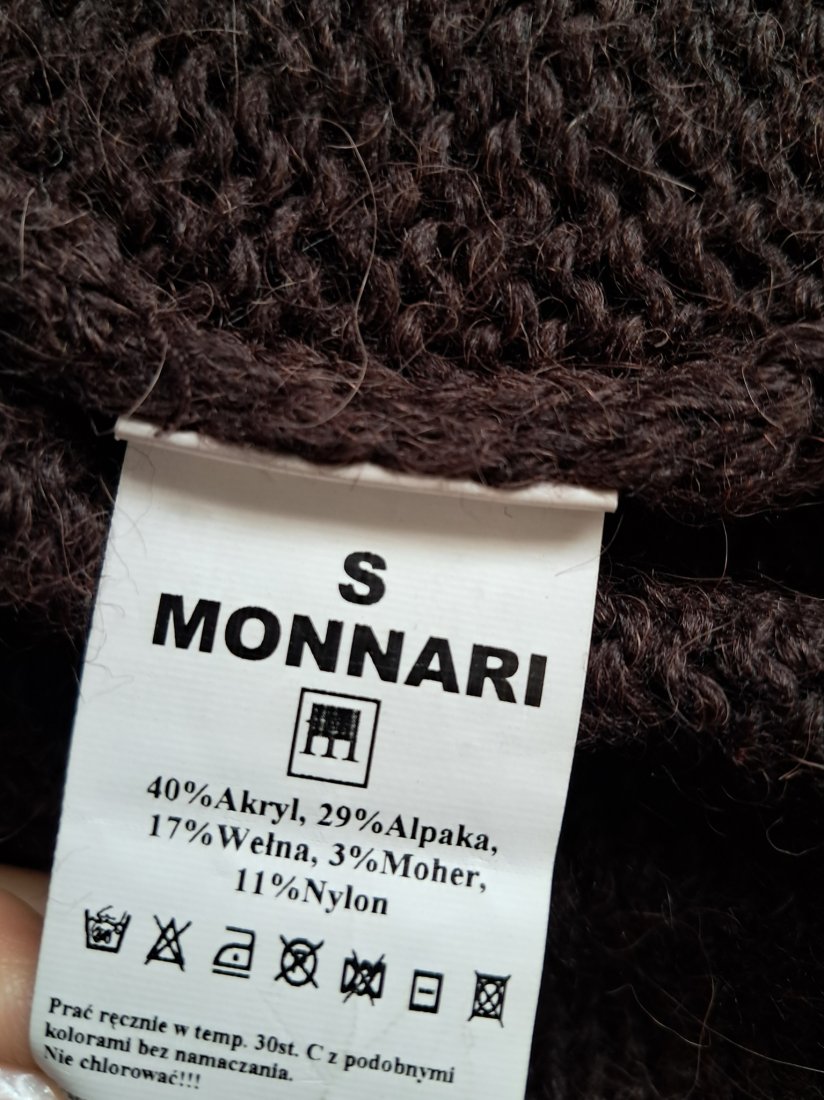 S
MONNARI
m
40%Akryl, 29%Alpaka,
17%Wełna, 3%Moher,
11%Nylon
30
Prać ręcznie w temp. 30st. C z podobnymi
kolorami bez namaczania.
Nie chlorować!!!